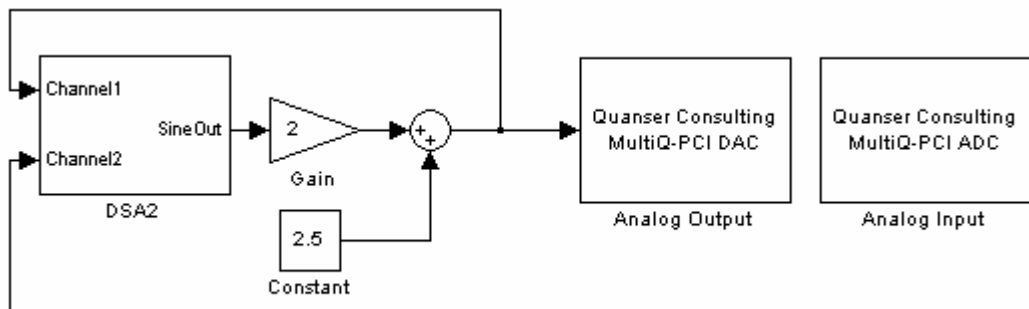 Channel1
SineOut
Channel2
DSA2
2
Gain
+
+
2.5
Constant
Quanser Consulting
MultiQ-PCI DAC
Analog Output
Quanser Consulting
MultiQ-PCI ADC
Analog Input